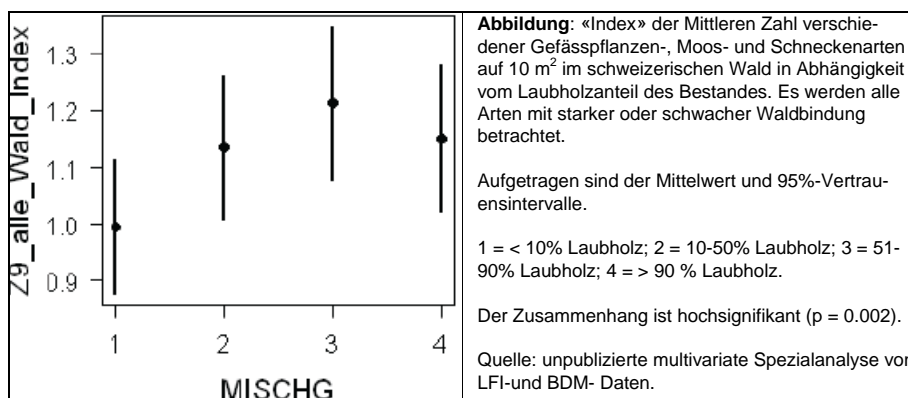 Z9_alle_Wald_Index
1.3
1.2
1.1
1.0
0.9
1 2 3 4
MISCHG
Abbildung: «Index» der Mittleren Zahl verschie-
dener Gefässpflanzen-, Moos- und Schneckenarten
auf 10 m² im schweizerischen Wald in Abhängigkeit
vom Laubholzanteil des Bestandes. Es werden alle
Arten mit starker oder schwacher Waldbindung
betrachtet.
Aufgetragen sind der Mittelwert und 95%-Vertrau-
ensintervalle.
1 = < 10% Laubholz; 2 = 10-50% Laubholz; 3 = 51-
90% Laubholz; 4 = > 90 % Laubholz.
Der Zusammenhang ist hochsignifikant (p = 0.002).
Quelle: unpublizierte multivariate Spezialanalyse von
LFI-und BDM- Daten.